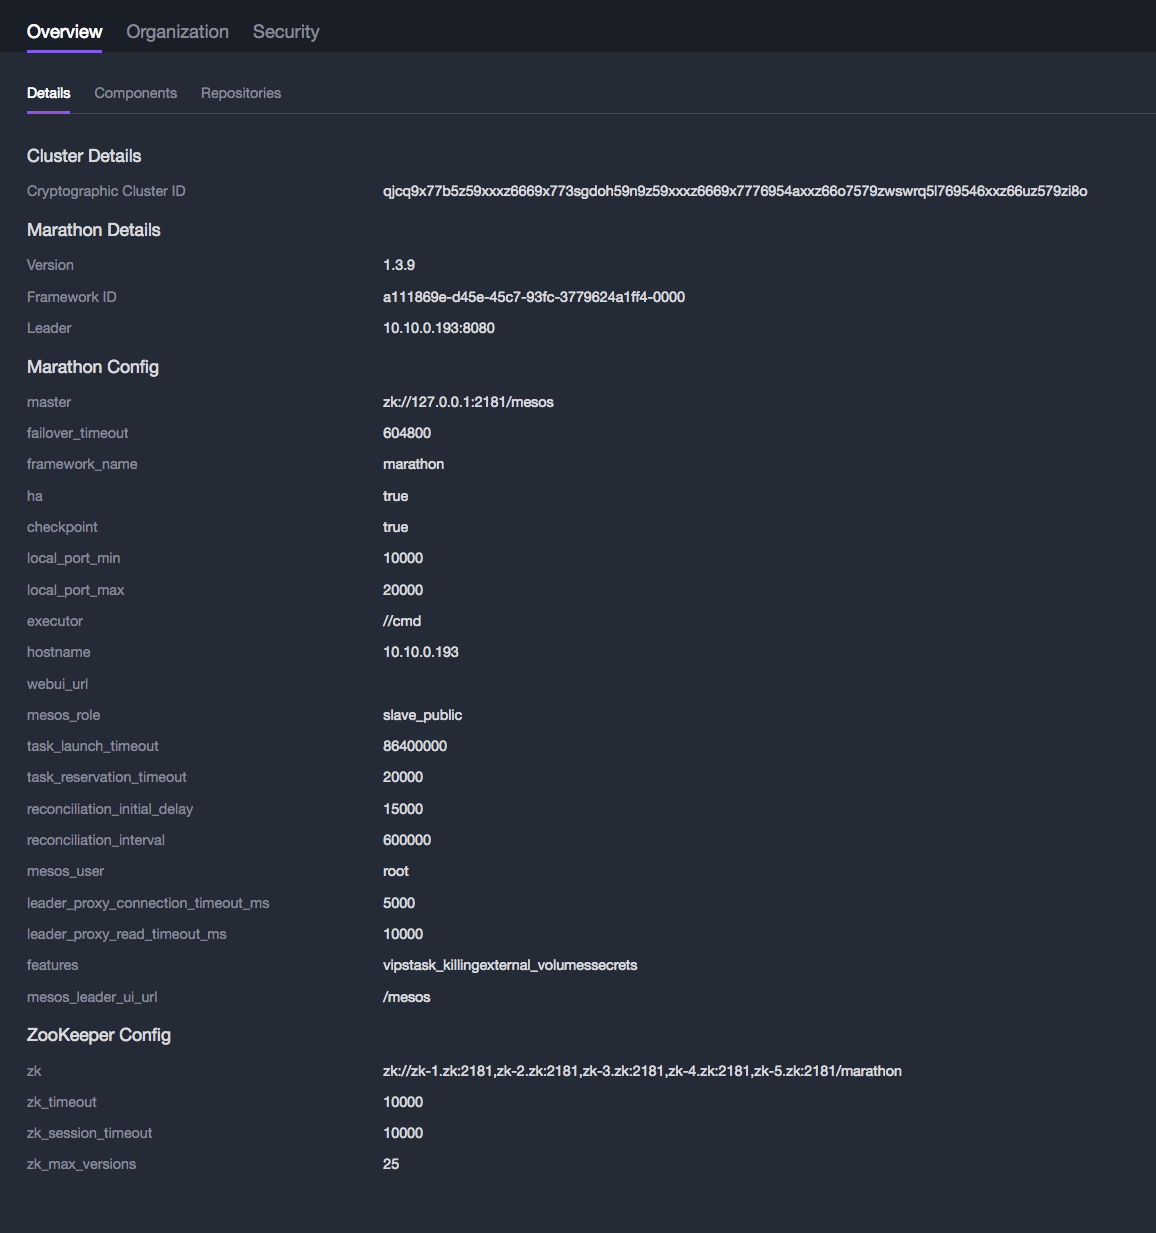 Overview Organization Security
Details Components Repositories
Cluster Details
Cryptographic Cluster ID qjcq9x77b5z59xxxz6669x773sgdoh59n9z59xxxz6669x7776954axxz66o7579zwswrq5l769546xxz66uz579zi8o
Marathon Details
Version 1.3.9
Framework ID a111869e-d45e-45c7-93fc-3779624a1ff4-0000
Leader 10.10.0.193:8080
Marathon Config
master zk://127.0.0.1:2181/mesos
failover_timeout 604800
framework_name marathon
ha true
checkpoint true
local_port_min 10000
local_port_max 20000
executor //cmd
hostname 10.10.0.193
webui_url
mesos_role slave_public
task_launch_timeout 86400000
task_reservation_timeout 20000
reconciliation_initial_delay 15000
reconciliation_interval 600000
mesos_user root
leader_proxy_connection_timeout_ms 5000
leader_proxy_read_timeout_ms 10000
features vipstask_killingexternal_volumessecrets
mesos_leader_ui_url /mesos
ZooKeeper Config
zk zk://zk-1.zk:2181,zk-2.zk:2181,zk-3.zk:2181,zk-4.zk:2181,zk-5.zk:2181/marathon
zk_timeout 10000
zk_session_timeout 10000
zk_max_versions 25